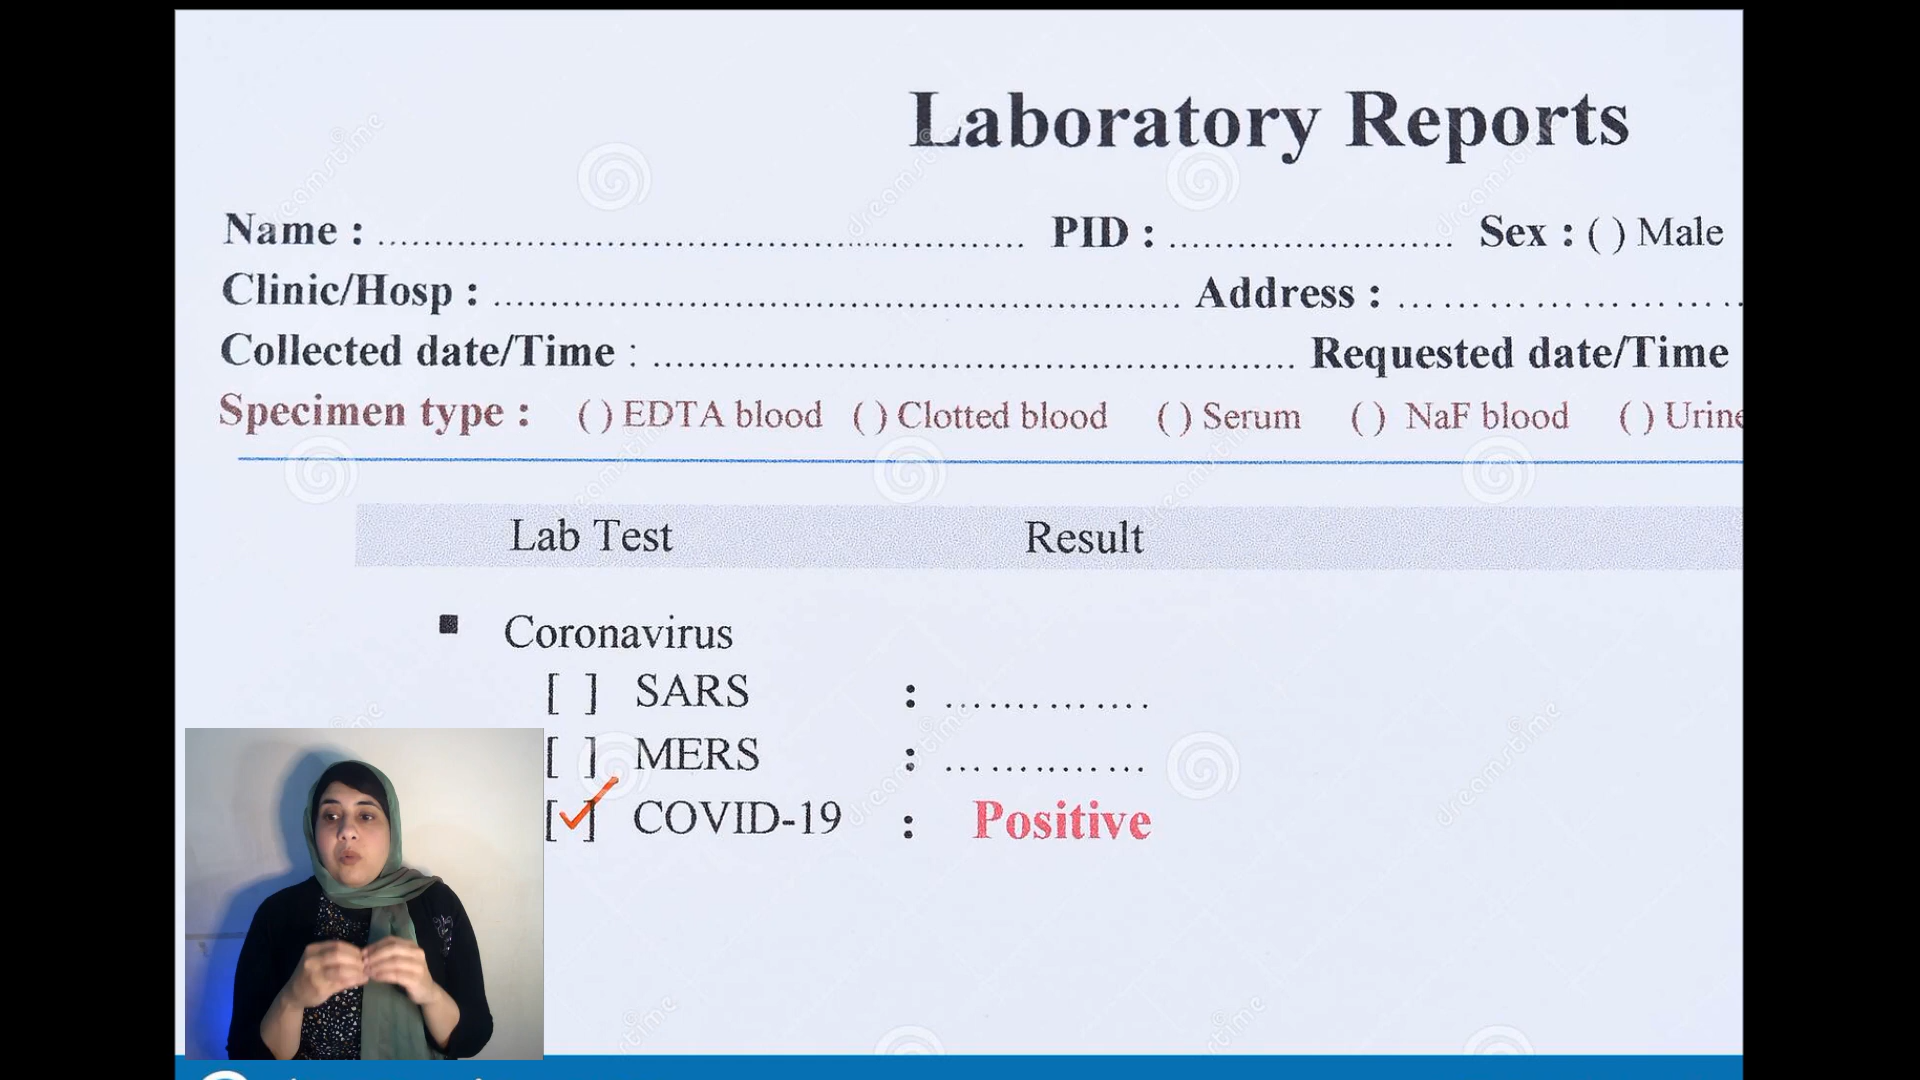 Laboratory Reports
Name : ........................................................... PID : ......................... Sex : ( ) Male
Clinic/Hosp : ............................................................. Address : .................
Collected date/Time : ......................................................... Requested date/Time
Specimen type : ( ) EDTA blood ( ) Clotted blood ( ) Serum ( ) NaF blood ( ) Urine
Lab Test Result
▪ Coronavirus
[ ] SARS : ..................
[ ] MERS : ..................
[✓] COVID-19 : Positive
dreamstime